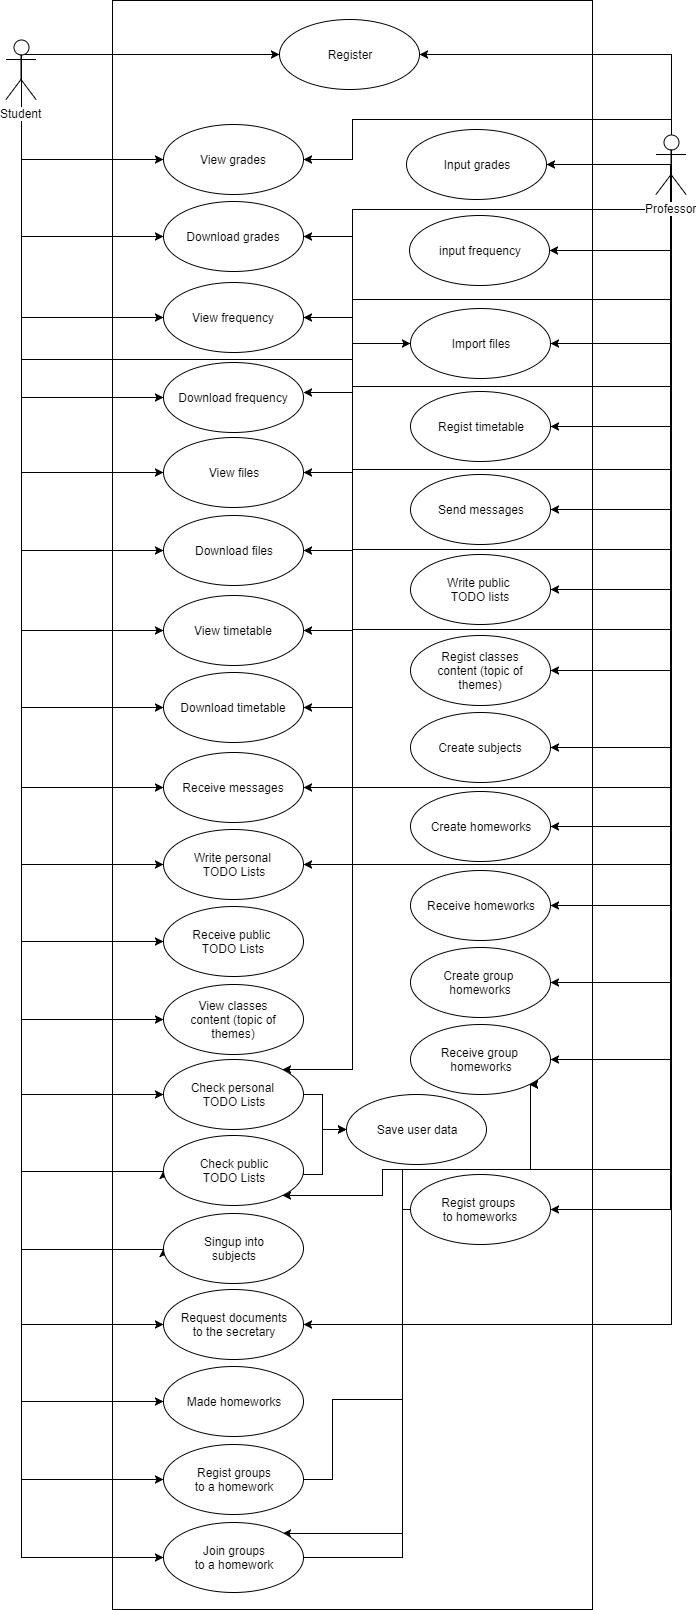 Register
Student
View grades
Input grades
Professor
Download grades
input frequency
View frequency
Import files
Download frequency
Regist timetable
View files
Send messages
Download files
Write public
TODO lists
View timetable
Regist classes
content (topic of
themes)
Download timetable
Create subjects
Receive messages
Create homeworks
Write personal
TODO Lists
Receive homeworks
Receive public
TODO Lists
Create group
homeworks
View classes
content (topic of
themes)
Receive group
homeworks
Check personal
TODO Lists
Save user data
Check public
TODO Lists
Regist groups
to homeworks
Singup into
subjects
Request documents
to the secretary
Made homeworks
Regist groups
to a homework
Join groups
to a homework